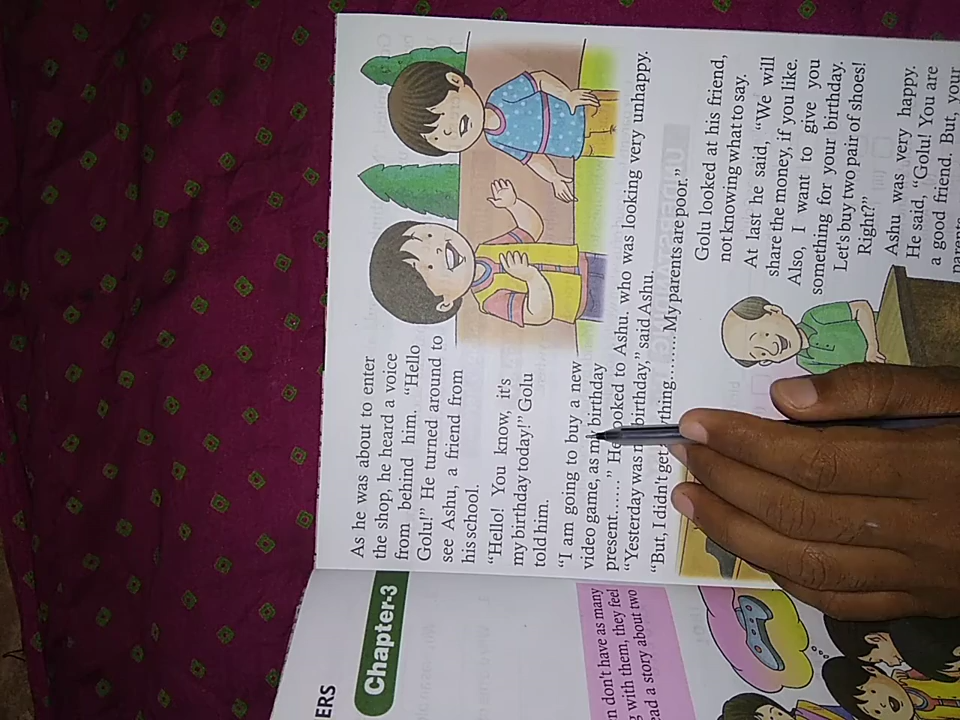 ERS
Chapter-3
n don't have as many
g with them, they feel
ead a story about two
As he was about to enter
the shop, he heard a voice
from behind him. "Hello
Golu!" He turned around to
see Ashu, a friend from
his school.
"Hello! You know, it's
my birthday today!" Golu
told him.
"I am going to buy a new
video game, as my birthday
present......" He looked to Ashu. who was looking very unhappy.
"Yesterday was my birthday," said Ashu.
"But, I didn't get thing.......My parents are poor."
Golu looked at his friend,
not knowing what to say.
At last he said, "We will
share the money, if you like.
Also, I want to give you
something for your birthday.
Let's buy two pair of shoes!
Right?"
Ashu was very happy.
He said, "Golu! You are
a good friend. But, your